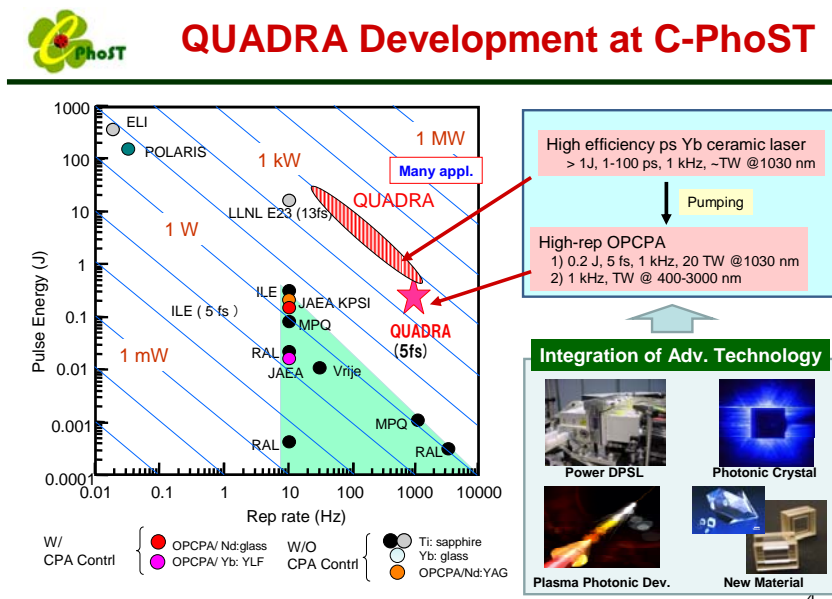 C
PhoST
QUADRA Development at C-PhoST
1000
100
10
1
0.1
0.01
0.001
0.0001
Pulse Energy (J)
0.01
0.1
1
10
100
1000
10000
Rep rate (Hz)
ELI
POLARIS
1 MW
1 kW
1 W
1 mW
Many appl.
QUADRA
LLNL E23 (13fs)
ILE
ILE ( 5 fs )
JAEA KPSI
MPQ
QUADRA
(5fs)
RAL
JAEA
Vrije
MPQ
RAL
RAL
W/
CPA Contrl
OPCPA/ Nd:glass
OPCPA/ Yb: YLF
W/O
CPA Contrl
Ti: sapphire
Yb: glass
OPCPA/Nd:YAG
High efficiency ps Yb ceramic laser
> 1J, 1-100 ps, 1 kHz, ~TW @1030 nm
Pumping
High-rep OPCPA
1) 0.2 J, 5 fs, 1 kHz, 20 TW @1030 nm
2) 1 kHz, TW @ 400-3000 nm
Integration of Adv. Technology
Power DPSL
Photonic Crystal
Plasma Photonic Dev.
New Material